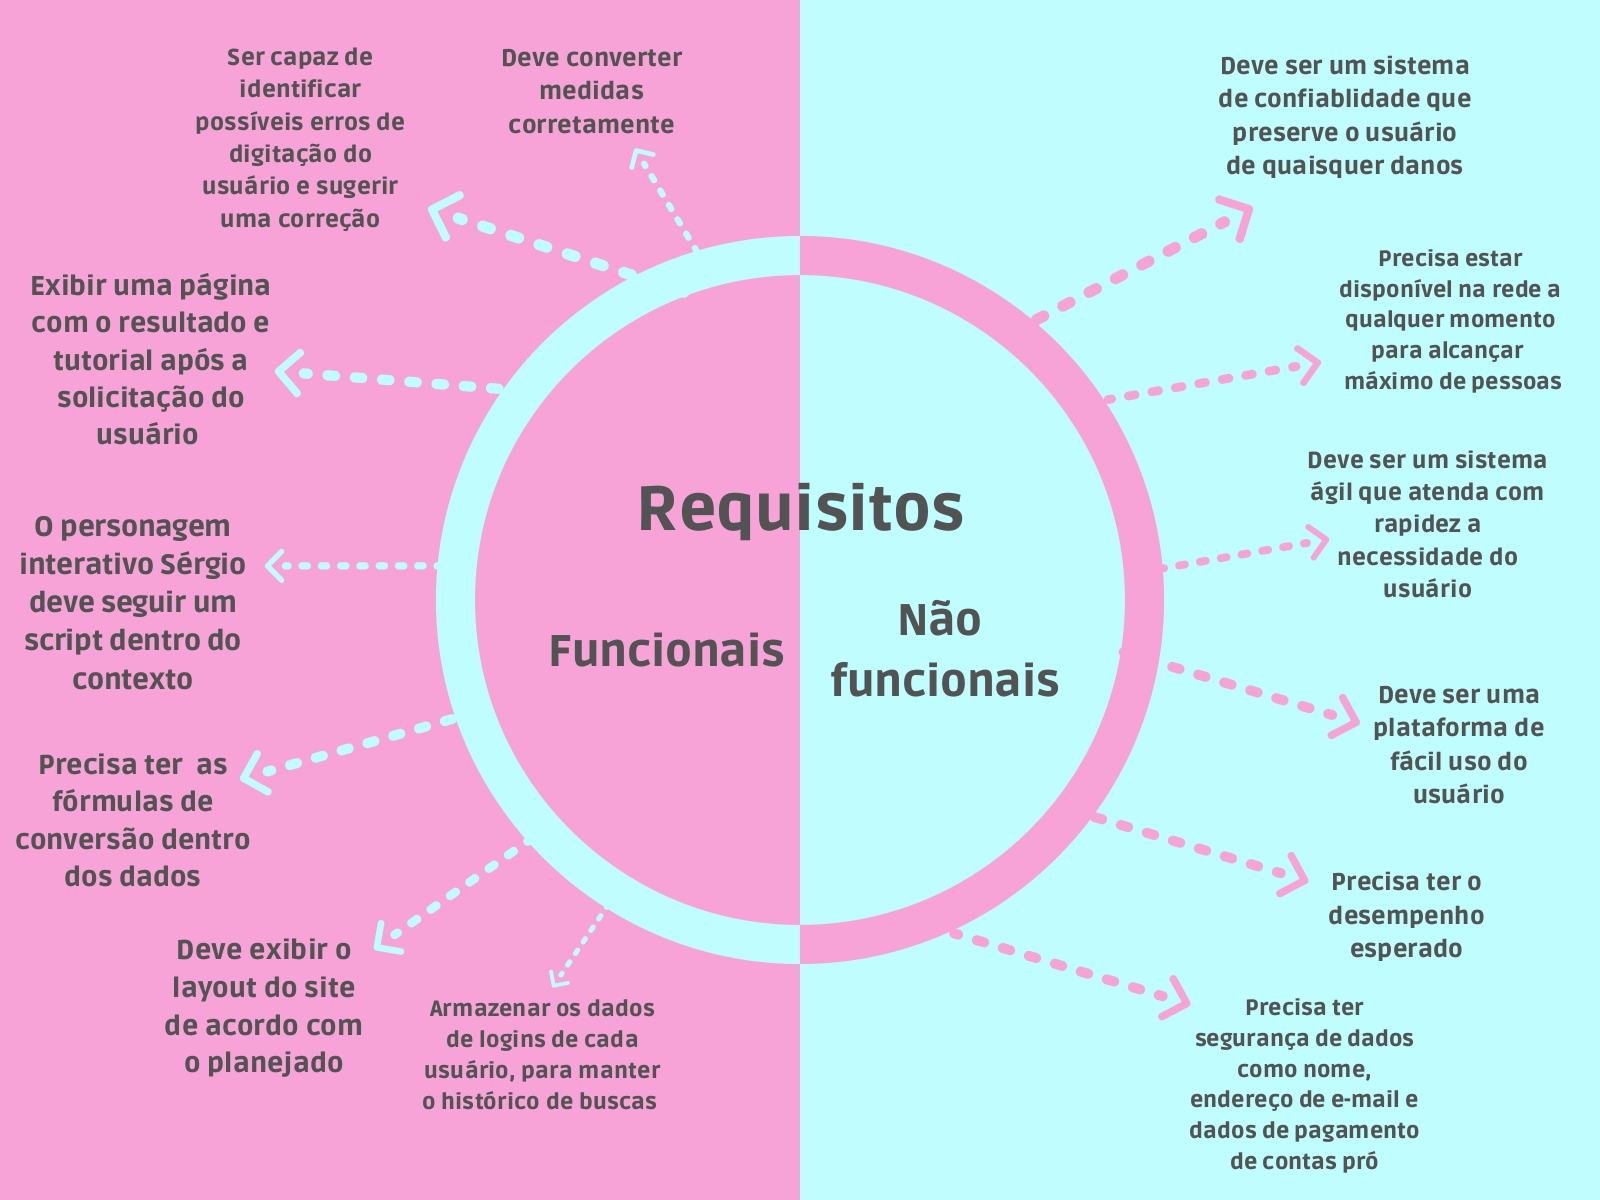 Requisitos
Funcionais
Deve converter
medidas
corretamente
Ser capaz de
identificar
possíveis erros de
digitação do
usuário e sugerir
uma correção
Exibir uma página
com o resultado e
tutorial após a
solicitação do
usuário
O personagem
interativo Sérgio
deve seguir um
script dentro do
contexto
Precisa ter as
fórmulas de
conversão dentro
dos dados
Deve exibir o
layout do site
de acordo com
o planejado
Armazenar os dados
de logins de cada
usuário, para manter
o histórico de buscas
Não
funcionais
Deve ser um sistema
de confiablidade que
preserve o usuário
de quaisquer danos
Precisa estar
disponível na rede a
qualquer momento
para alcançar
máximo de pessoas
Deve ser um sistema
ágil que atenda com
rapidez a
necessidade do
usuário
Deve ser uma
plataforma de
fácil uso do
usuário
Precisa ter o
desempenho
esperado
Precisa ter
segurança de dados
como nome,
endereço de e-mail e
dados de pagamento
de contas pró